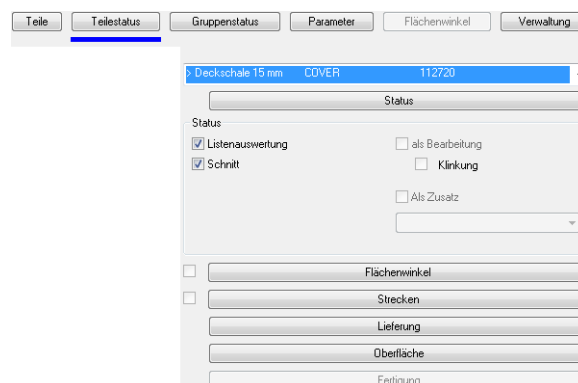 Teile Teilestatus Gruppenstatus Parameter Flächenwinkel Verwaltung
> Deckschale 15 mm COVER 112720
Status
Status
Listenauswertung als Bearbeitung
Schnitt Klinkung
Als Zusatz
Flächenwinkel
Strecken
Lieferung
Oberfläche
Fertigung